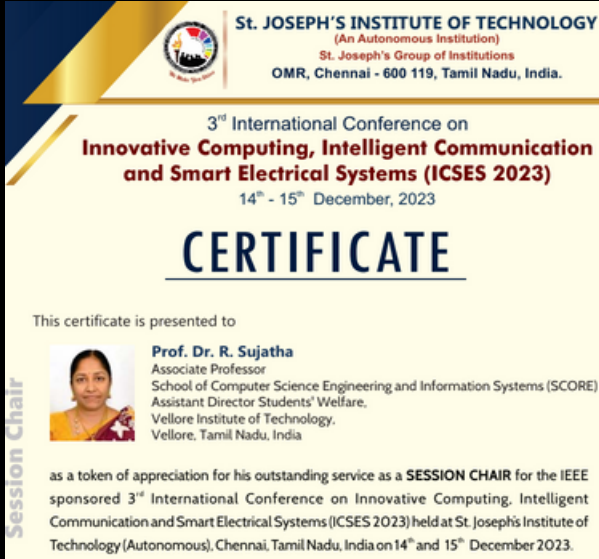 St. JOSEPH'S INSTITUTE OF TECHNOLOGY
(An Autonomous Institution)
St. Joseph's Group of Institutions
OMR, Chennai - 600 119, Tamil Nadu, India.
3rd International Conference on
Innovative Computing, Intelligent Communication
and Smart Electrical Systems (ICSES 2023)
14th - 15th December, 2023
CERTIFICATE
This certificate is presented to
Prof. Dr. R. Sujatha
Associate Professor
School of Computer Science Engineering and Information Systems (SCORE)
Assistant Director Students' Welfare,
Vellore Institute of Technology,
Vellore, Tamil Nadu, India
Session Chair
as a token of appreciation for his outstanding service as a SESSION CHAIR for the IEEE
sponsored 3rd International Conference on Innovative Computing, Intelligent
Communication and Smart Electrical Systems (ICSES 2023) held at St. Joseph's Institute of
Technology (Autonomous), Chennai, Tamil Nadu, India on 14th and 15th December 2023.